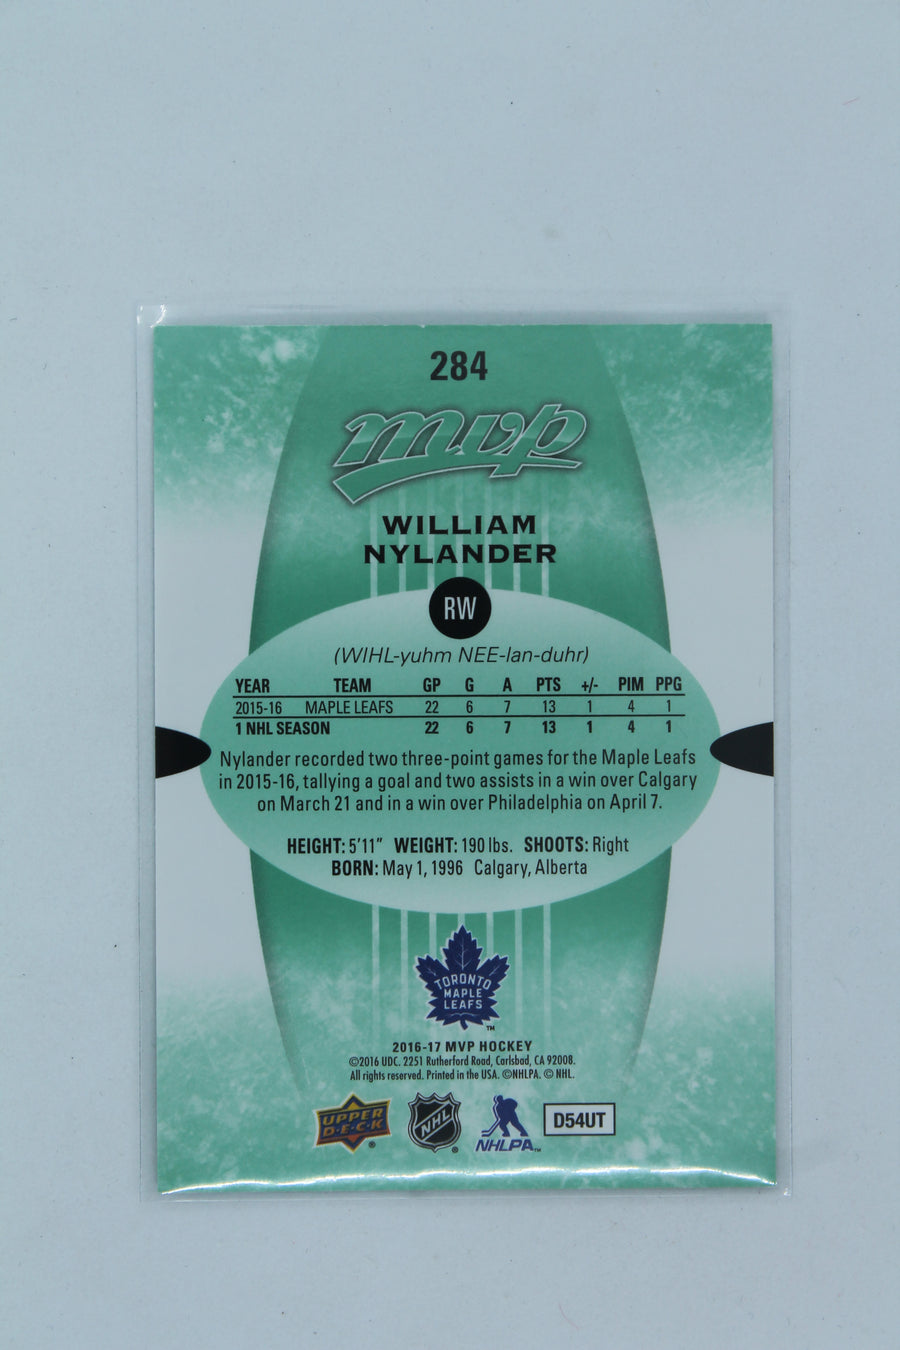 284
mvp
WILLIAM
NYLANDER
RW
(WIHL-yuhm NEE-lan-duhr)
YEAR TEAM GP G A PTS +/- PIM PPG
2015-16 MAPLE LEAFS 22 6 7 13 1 4 1
1 NHL SEASON 22 6 7 13 1 4 1
Nylander recorded two three-point games for the Maple Leafs
in 2015-16, tallying a goal and two assists in a win over Calgary
on March 21 and in a win over Philadelphia on April 7.
HEIGHT: 5'11" WEIGHT: 190 lbs. SHOOTS: Right
BORN: May 1, 1996 Calgary, Alberta
TORONTO
MAPLE
LEAFS
TM
2016-17 MVP HOCKEY
©2016 UDC. 2251 Rutherford Road, Carlsbad, CA 92008.
All rights reserved. Printed in the USA. ©NHLPA. © NHL.
UPPER
D·E·C·K ®
NHL ®
NHLPA TM
D54UT